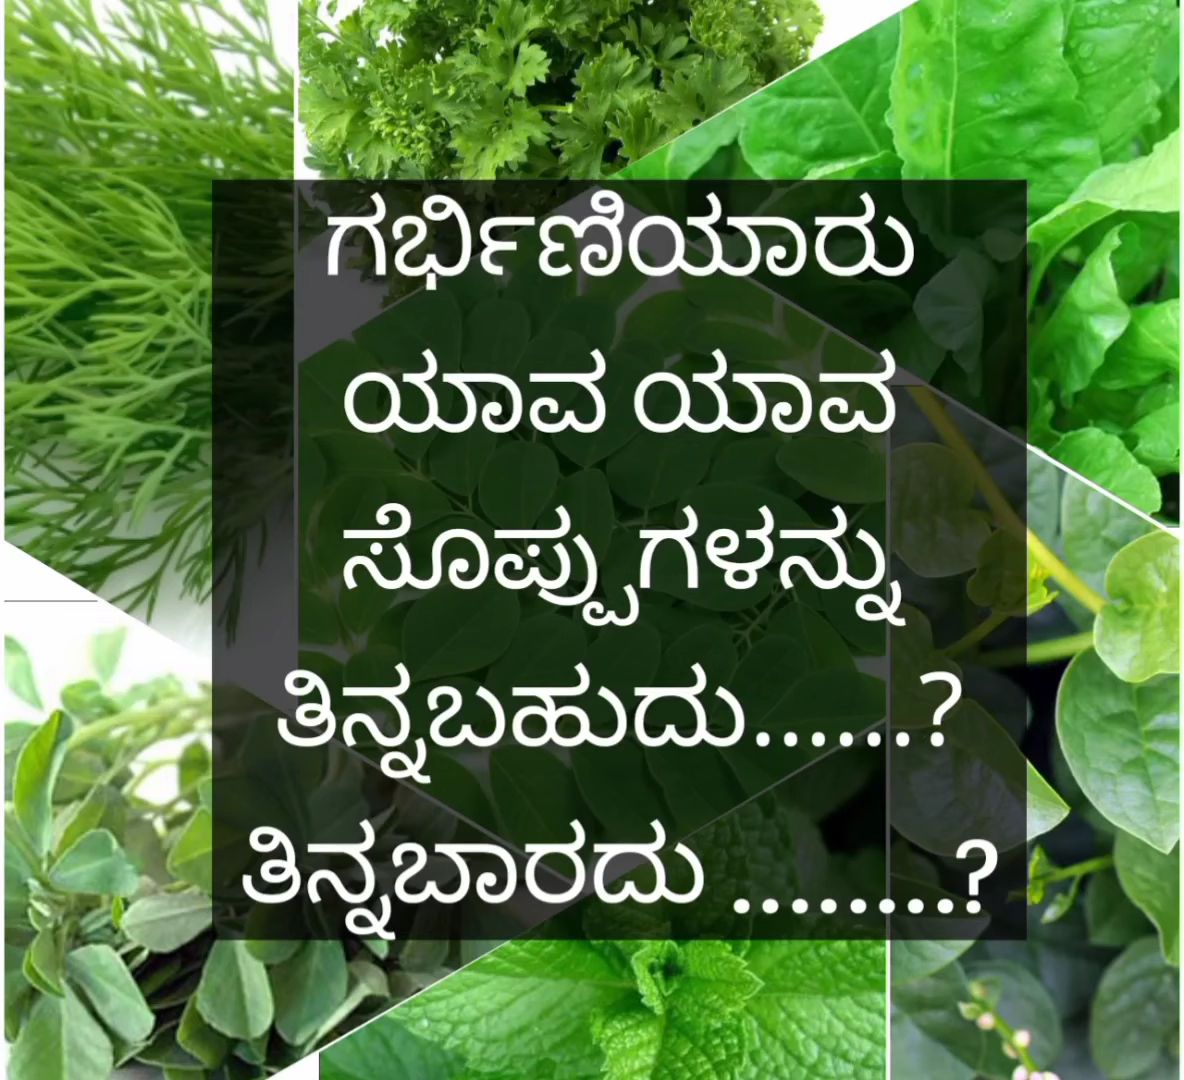 ಗರ್ಭಿಣಿಯಾರು
ಯಾವ ಯಾವ
ಸೊಪ್ಪುಗಳನ್ನು
ತಿನ್ನಬಹುದು......?
ತಿನ್ನಬಾರದು ........?